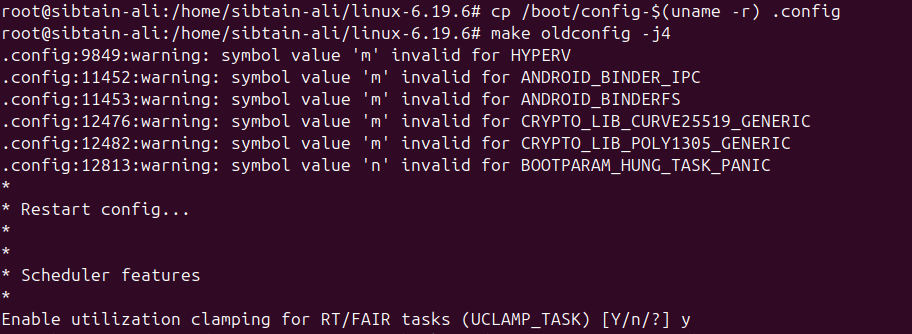 root@sibtain-ali:/home/sibtain-ali/linux-6.19.6# cp /boot/config-$(uname -r) .config
root@sibtain-ali:/home/sibtain-ali/linux-6.19.6# make oldconfig -j4
.config:9849:warning: symbol value 'm' invalid for HYPERV
.config:11452:warning: symbol value 'm' invalid for ANDROID_BINDER_IPC
.config:11453:warning: symbol value 'm' invalid for ANDROID_BINDERFS
.config:12476:warning: symbol value 'm' invalid for CRYPTO_LIB_CURVE25519_GENERIC
.config:12482:warning: symbol value 'm' invalid for CRYPTO_LIB_POLY1305_GENERIC
.config:12813:warning: symbol value 'n' invalid for BOOTPARAM_HUNG_TASK_PANIC
*
* Restart config...
*
*
* Scheduler features
*
Enable utilization clamping for RT/FAIR tasks (UCLAMP_TASK) [Y/n/?] y